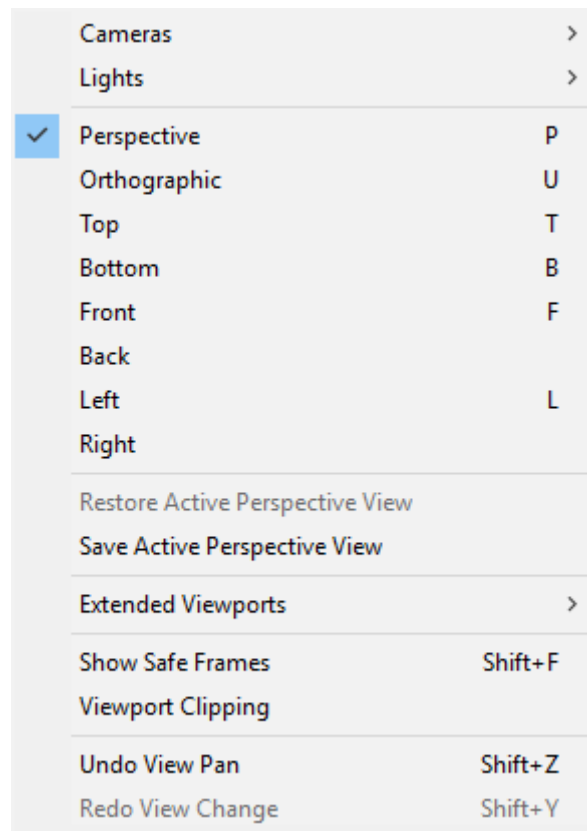 Cameras
Lights
Perspective P
Orthographic U
Top T
Bottom B
Front F
Back
Left L
Right
Restore Active Perspective View
Save Active Perspective View
Extended Viewports
Show Safe Frames Shift+F
Viewport Clipping
Undo View Pan Shift+Z
Redo View Change Shift+Y